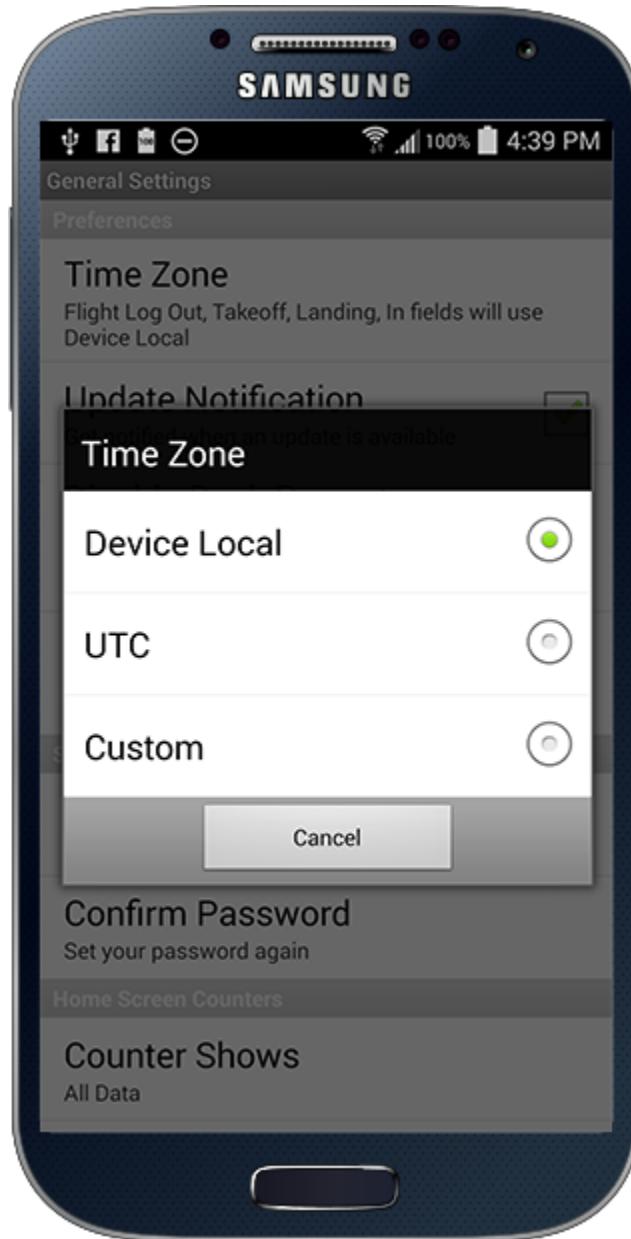 SAMSUNG
100% 4:39 PM
General Settings
Preferences
Time Zone
Flight Log Out, Takeoff, Landing, In fields will use
Device Local
Update Notification
Get notified when an update is available
Time Zone
Device Local
UTC
Custom
Cancel
Confirm Password
Set your password again
Home Screen Counters
Counter Shows
All Data